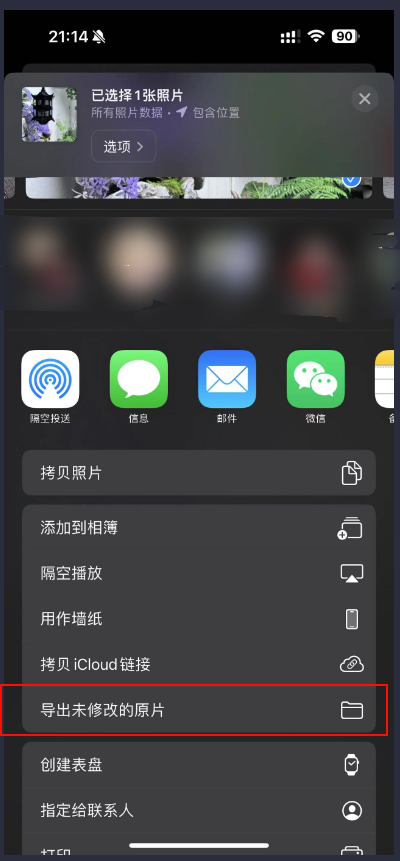 21:14
90
已选择1张照片
所有照片数据 · 包含位置
选项
隔空投送
信息
邮件
微信
拷贝照片
添加到相簿
隔空播放
用作墙纸
拷贝 iCloud 链接
导出未修改的原片
创建表盘
指定给联系人
打印